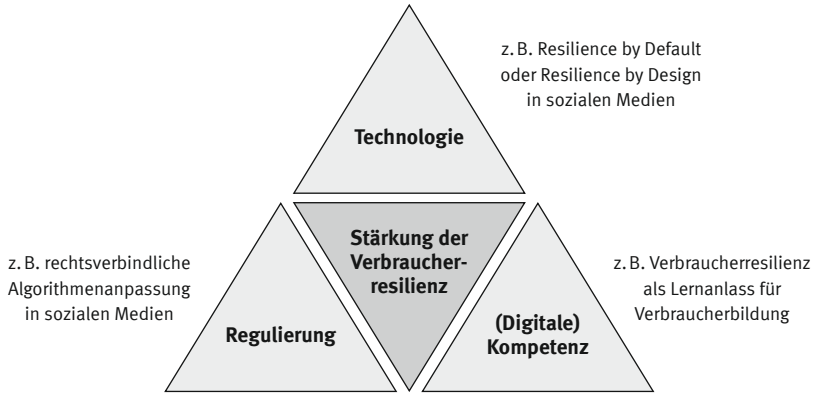 z. B. Resilience by Default
oder Resilience by Design
in sozialen Medien
Technologie
Stärkung der
Verbraucher-
resilienz
z. B. rechtsverbindliche
Algorithmenanpassung
in sozialen Medien
Regulierung
(Digitale)
Kompetenz
z. B. Verbraucherresilienz
als Lernanlass für
Verbraucherbildung